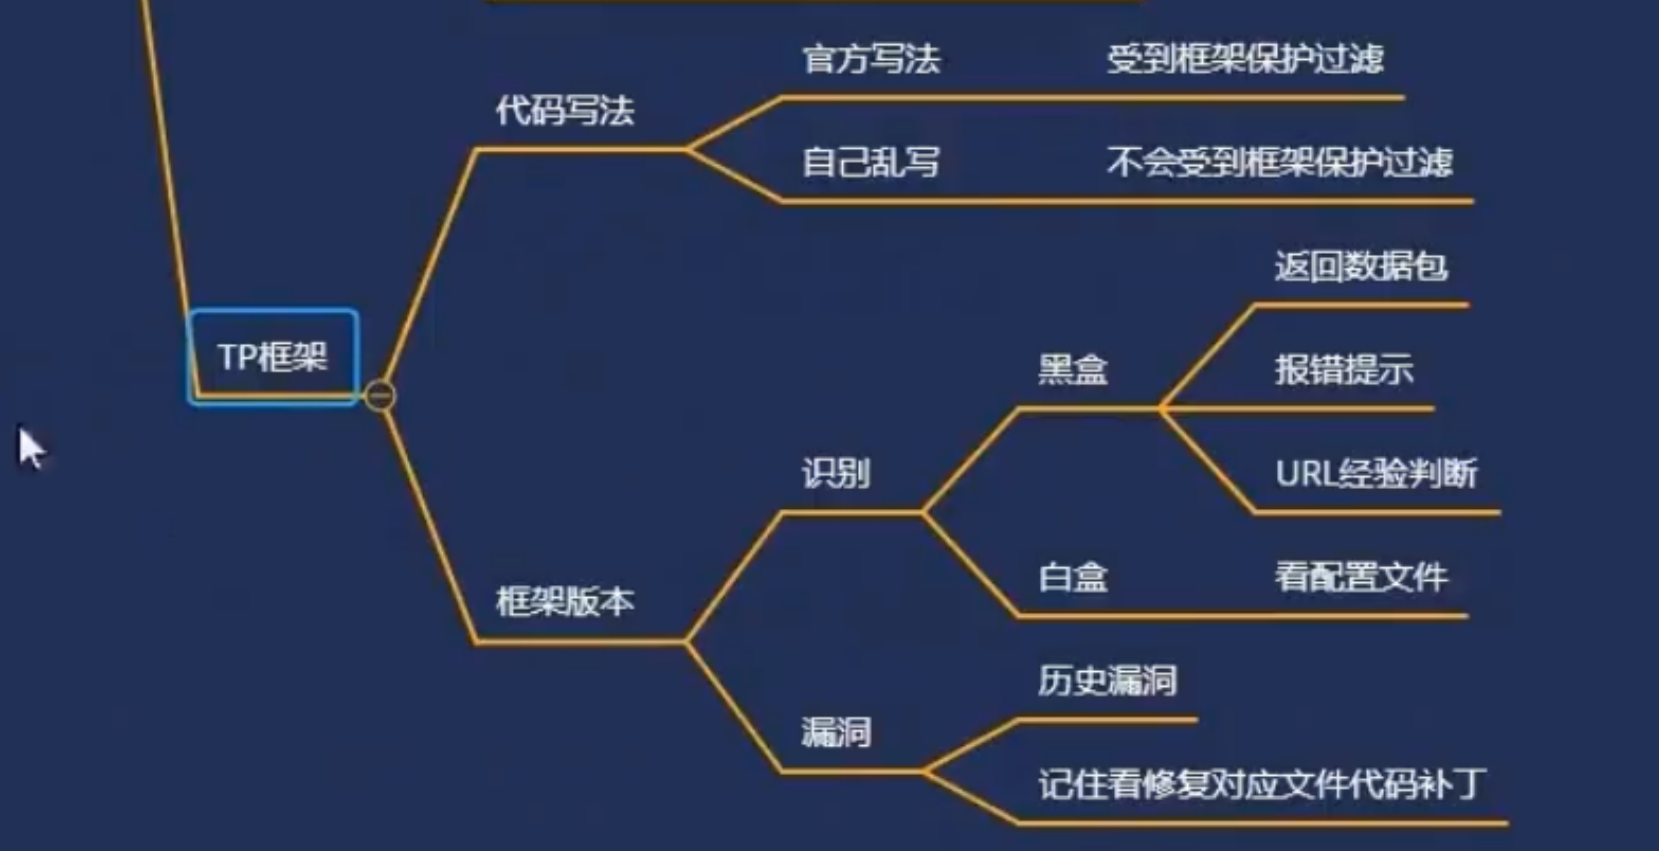 官方写法 受到框架保护过滤
代码写法
自己乱写 不会受到框架保护过滤
返回数据包
TP框架
黑盒 报错提示
识别 URL经验判断
白盒 看配置文件
框架版本
历史漏洞
漏洞
记住看修复对应文件代码补丁